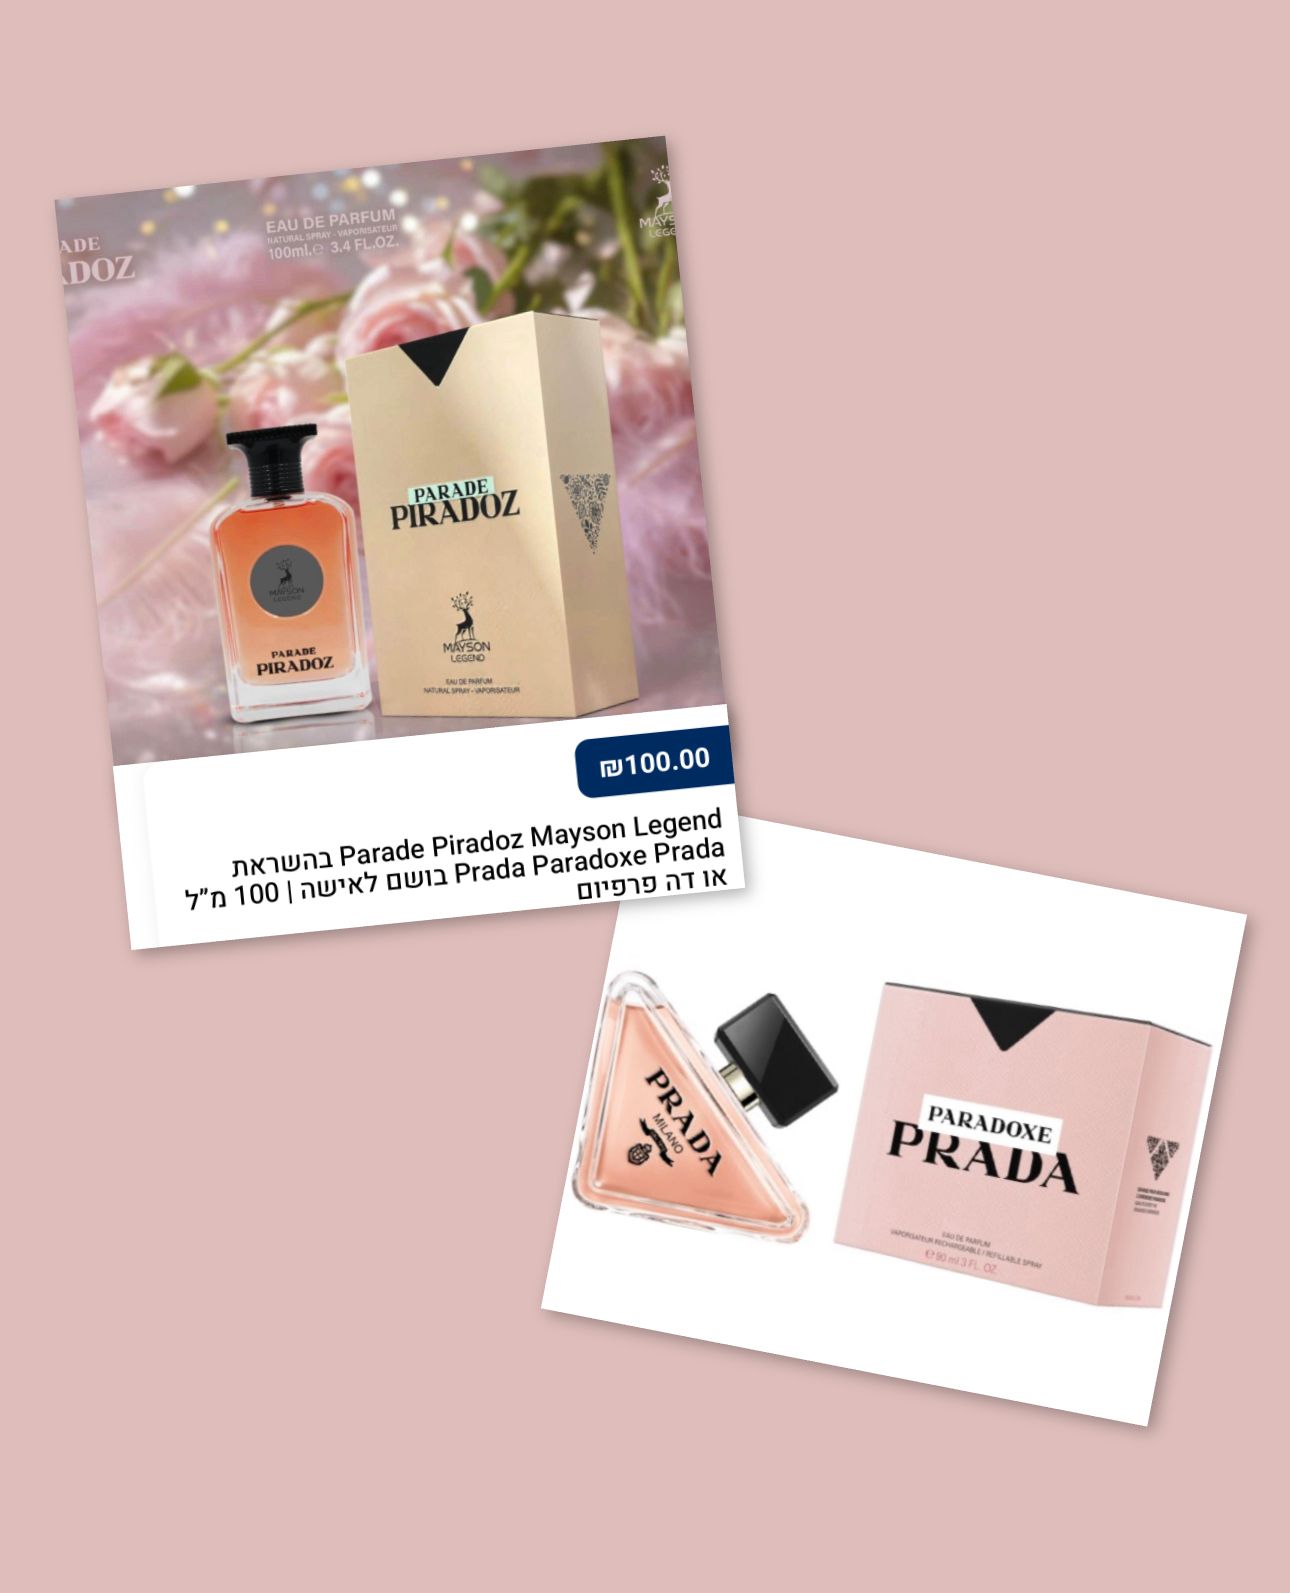 EAU DE PARFUM
NATURAL SPRAY - VAPORISATEUR
100ml.℮ 3.4 FL.OZ.
ADE
ADOZ
MAYS
LEGE
PARADE
PIRADOZ
MAYSON
LEGEND
EAU DE PARFUM
NATURAL SPRAY - VAPORISATEUR
MAYSON
LEGEND
PARADE
PIRADOZ
₪100.00
Parade Piradoz Mayson Legend בהשראת
Prada Paradoxe Prada בושם לאישה | 100 מ״ל
או דה פרפיום
PRADA
MILANO
PARADOXE
PRADA
EAU DE PARFUM
VAPORISATEUR RECHARGEABLE / REFILLABLE SPRAY
℮ 90 ml 3 FL. OZ.